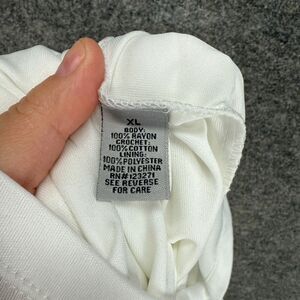 XL
BODY:
100% RAYON
CROCHET:
100% COTTON
LINING:
100% POLYESTER
MADE IN CHINA
RN# 123271
SEE REVERSE
FOR CARE